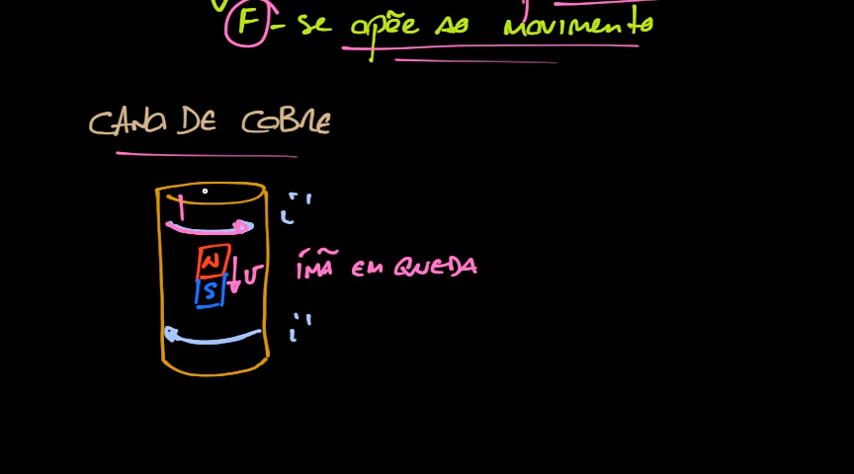 F - se opõe ao movimento
CANO DE COBRE
i"
N
S
v
ÍMÃ EM QUEDA
i"